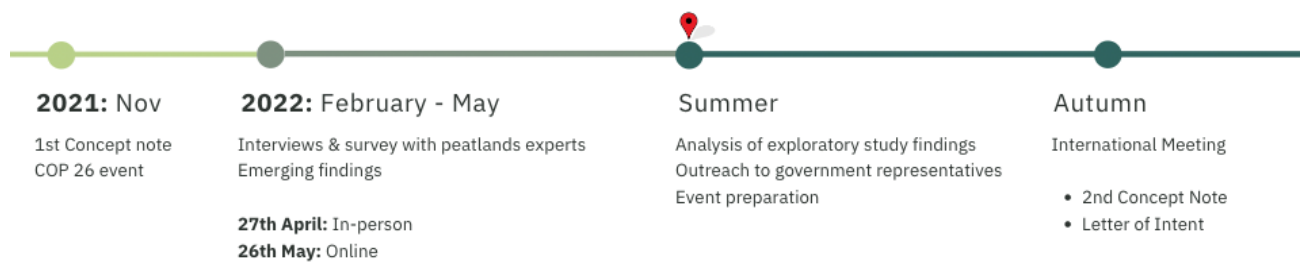 2021: Nov
1st Concept note
COP 26 event
2022: February - May
Interviews & survey with peatlands experts
Emerging findings
27th April: In-person
26th May: Online
Summer
Analysis of exploratory study findings
Outreach to government representatives
Event preparation
Autumn
International Meeting
• 2nd Concept Note
• Letter of Intent